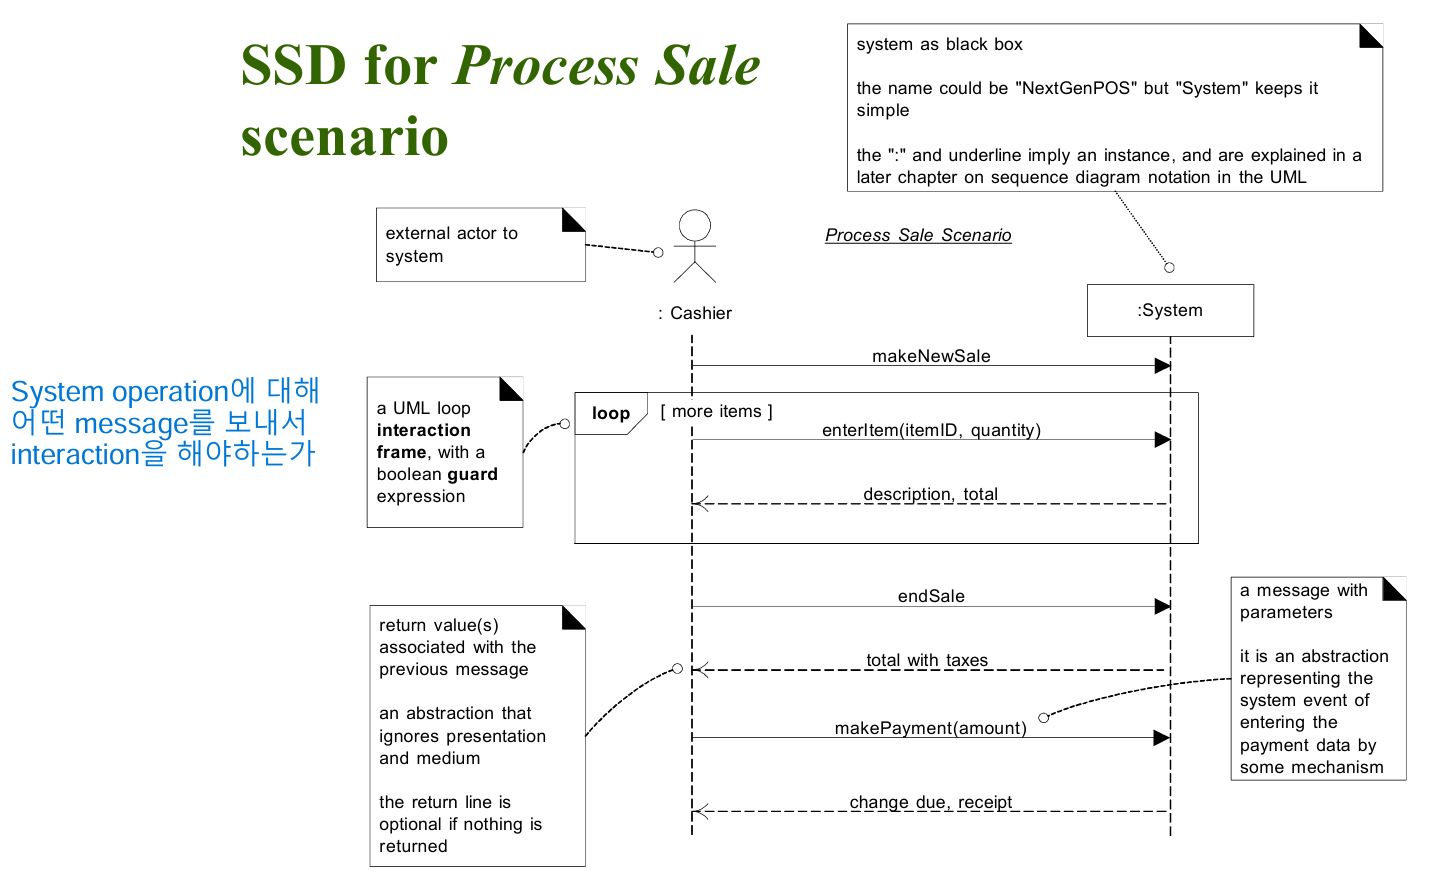 SSD for Process Sale
scenario
system as black box
the name could be "NextGenPOS" but "System" keeps it
simple
the ":" and underline imply an instance, and are explained in a
later chapter on sequence diagram notation in the UML
external actor to
system
Process Sale Scenario
: Cashier
:System
makeNewSale
System operation에 대해
어떤 message를 보내서
interaction을 해야하는가
a UML loop
interaction
frame, with a
boolean guard
expression
loop
[ more items ]
enterItem(itemID, quantity)
description, total
endSale
return value(s)
associated with the
previous message
an abstraction that
ignores presentation
and medium
the return line is
optional if nothing is
returned
total with taxes
makePayment(amount)
change due, receipt
a message with
parameters
it is an abstraction
representing the
system event of
entering the
payment data by
some mechanism